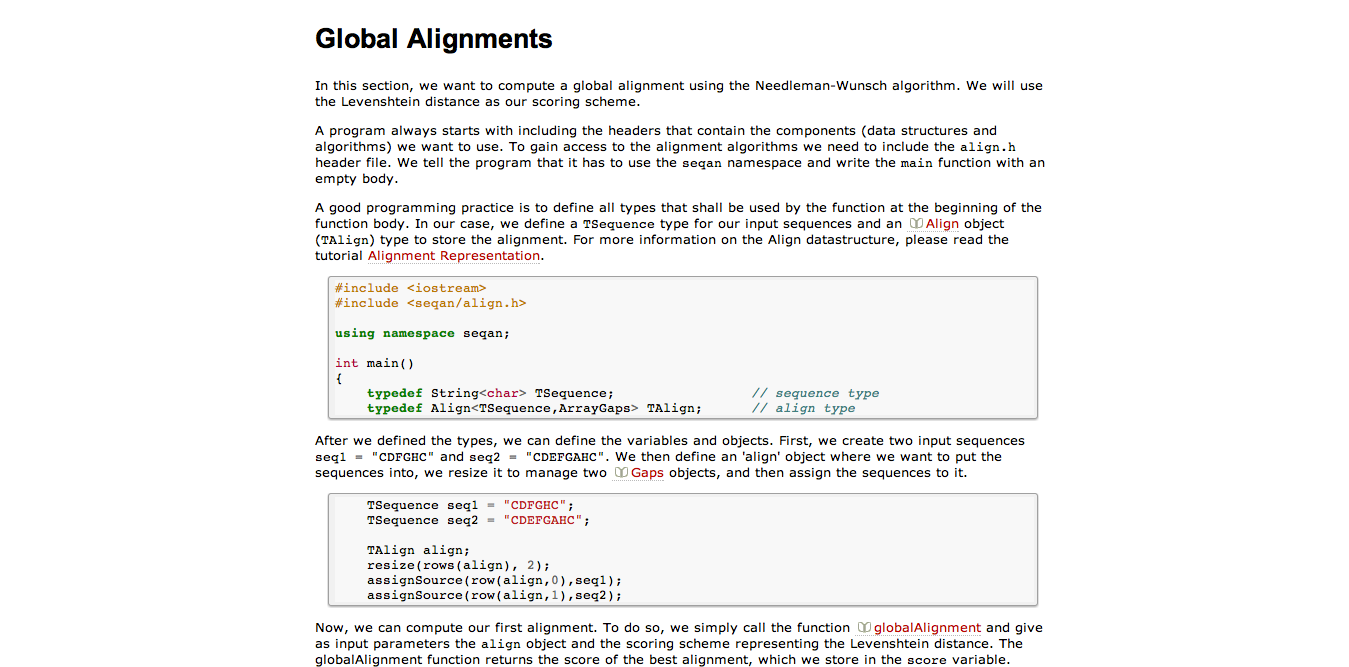 Global Alignments
In this section, we want to compute a global alignment using the Needleman-Wunsch algorithm. We will use
the Levenshtein distance as our scoring scheme.
A program always starts with including the headers that contain the components (data structures and
algorithms) we want to use. To gain access to the alignment algorithms we need to include the align.h
header file. We tell the program that it has to use the seqan namespace and write the main function with an
empty body.
A good programming practice is to define all types that shall be used by the function at the beginning of the
function body. In our case, we define a TSequence type for our input sequences and an Align object
(TAlign) type to store the alignment. For more information on the Align datastructure, please read the
tutorial Alignment Representation.
#include <iostream>
#include <seqan/align.h>
using namespace seqan;
int main()
{
    typedef String<char> TSequence;                 // sequence type
    typedef Align<TSequence,ArrayGaps> TAlign;      // align type
After we defined the types, we can define the variables and objects. First, we create two input sequences
seq1 = "CDFGHC" and seq2 = "CDEFGAHC". We then define an 'align' object where we want to put the
sequences into, we resize it to manage two Gaps objects, and then assign the sequences to it.
    TSequence seq1 = "CDFGHC";
    TSequence seq2 = "CDEFGAHC";
    TAlign align;
    resize(rows(align), 2);
    assignSource(row(align,0),seq1);
    assignSource(row(align,1),seq2);
Now, we can compute our first alignment. To do so, we simply call the function globalAlignment and give
as input parameters the align object and the scoring scheme representing the Levenshtein distance. The
globalAlignment function returns the score of the best alignment, which we store in the score variable.